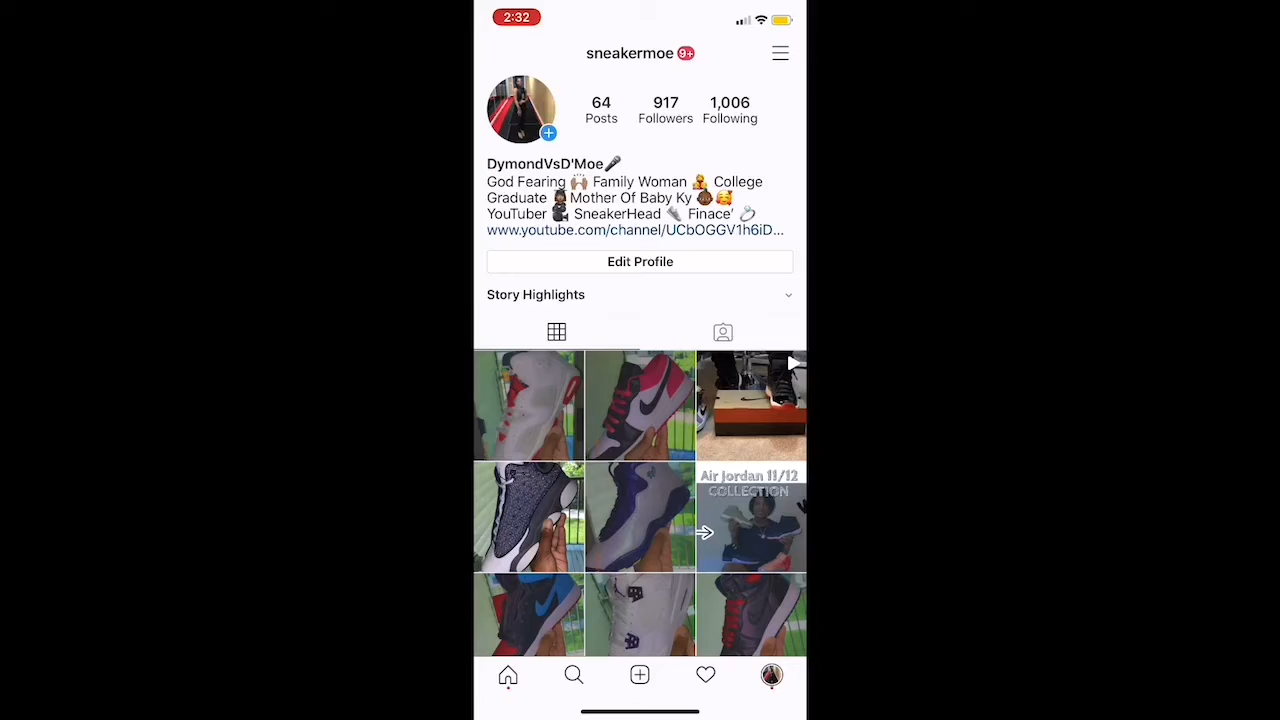 2:32
sneakermoe 9+
64 917 1,006
Posts Followers Following
DymondVsD'Moe🎤
God Fearing 🙌🏽 Family Woman 👩‍👧 College
Graduate 👩🏾‍🎓Mother Of Baby Ky 👶🏾🥰
YouTuber 🎥 SneakerHead 👟 Finace' 💍
www.youtube.com/channel/UCbOGGV1h6iD...
Edit Profile
Story Highlights
Air Jordan 11/12
COLLECTION